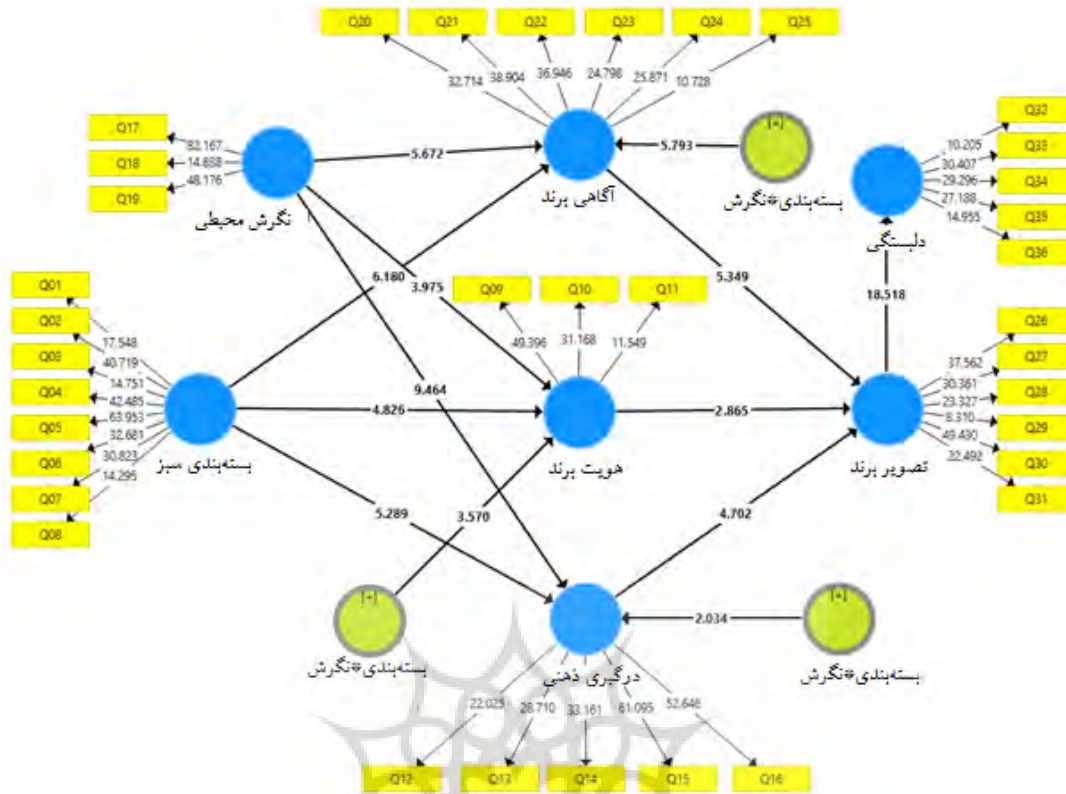 Q20
Q21
Q22
Q23
Q24
Q25
32.714
38.904
36.946
24.798
25.871
10.728
Q17
Q18
Q19
82.167
14.838
48.176
نگرش محیطی
5.672
آگاهی برند
5.793
[+]
بسته‌بندی*نگرش
Q32
Q33
Q34
Q35
Q36
10.205
30.407
29.296
27.188
14.955
دلبستگی
6.180
3.975
5.349
18.518
Q09
Q10
Q11
49.396
31.168
11.549
Q01
Q02
Q03
Q04
Q05
Q06
Q07
Q08
17.548
40.719
14.751
42.485
63.953
32.681
30.823
14.295
بسته‌بندی سبز
9.464
4.826
هویت برند
2.865
تصویر برند
Q26
Q27
Q28
Q29
Q30
Q31
37.562
30.361
23.327
8.310
49.430
22.492
5.289
3.570
4.702
[+]
بسته‌بندی*نگرش
درگیری ذهنی
2.034
[+]
بسته‌بندی*نگرش
22.025
28.710
33.161
61.095
52.646
Q12
Q13
Q14
Q15
Q16